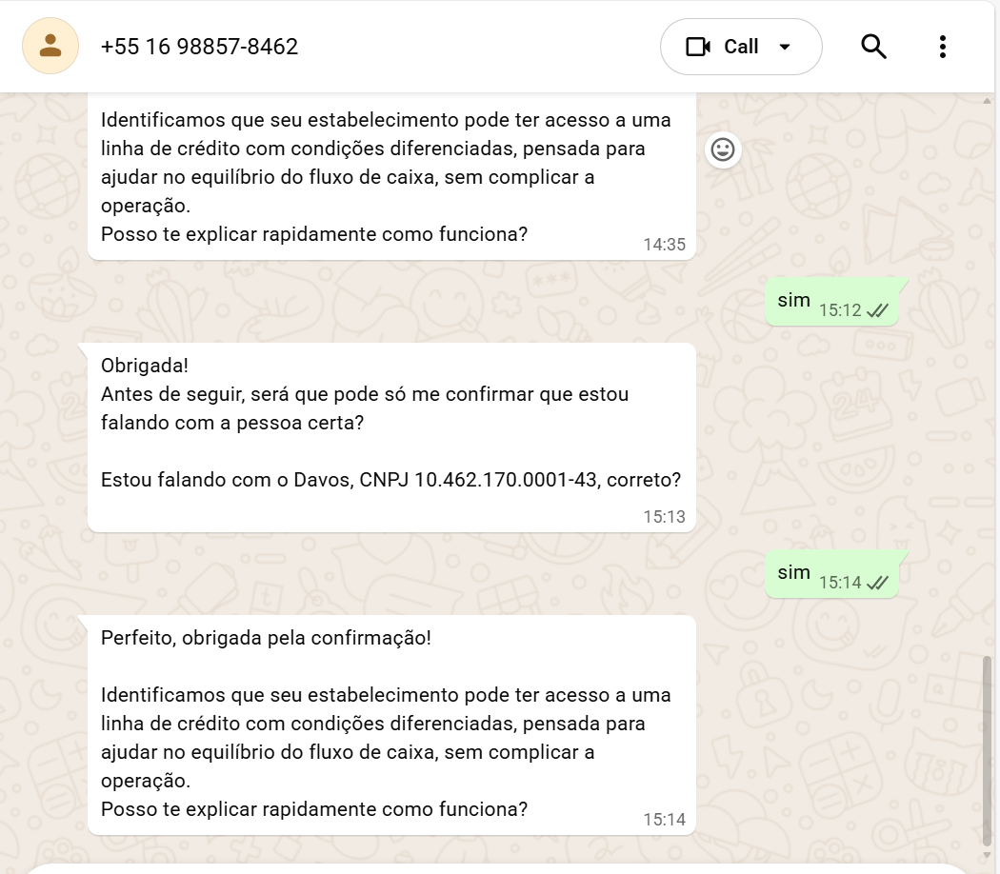 +55 16 98857-8462
Call
Identificamos que seu estabelecimento pode ter acesso a uma
linha de crédito com condições diferenciadas, pensada para
ajudar no equilíbrio do fluxo de caixa, sem complicar a
operação.
Posso te explicar rapidamente como funciona?
14:35
sim
15:12
Obrigada!
Antes de seguir, será que pode só me confirmar que estou
falando com a pessoa certa?
Estou falando com o Davos, CNPJ 10.462.170.0001-43, correto?
15:13
sim
15:14
Perfeito, obrigada pela confirmação!
Identificamos que seu estabelecimento pode ter acesso a uma
linha de crédito com condições diferenciadas, pensada para
ajudar no equilíbrio do fluxo de caixa, sem complicar a
operação.
Posso te explicar rapidamente como funciona?
15:14